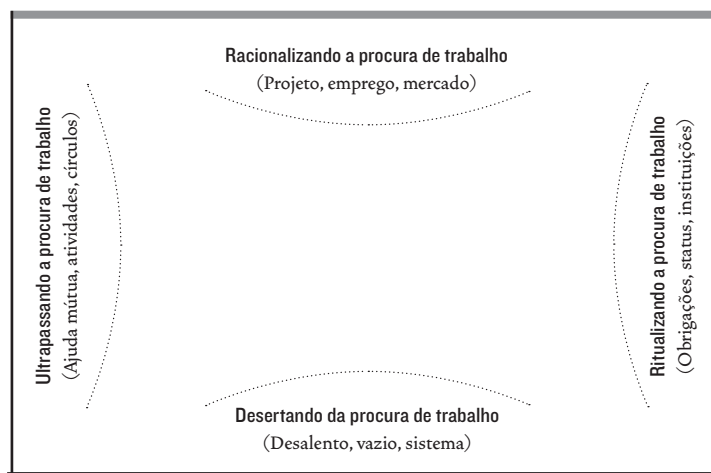 Racionalizando a procura de trabalho
(Projeto, emprego, mercado)
Ultrapassando a procura de trabalho
(Ajuda mútua, atividades, círculos)
Ritualizando a procura de trabalho
(Obrigações, status, instituições)
Desertando da procura de trabalho
(Desalento, vazio, sistema)